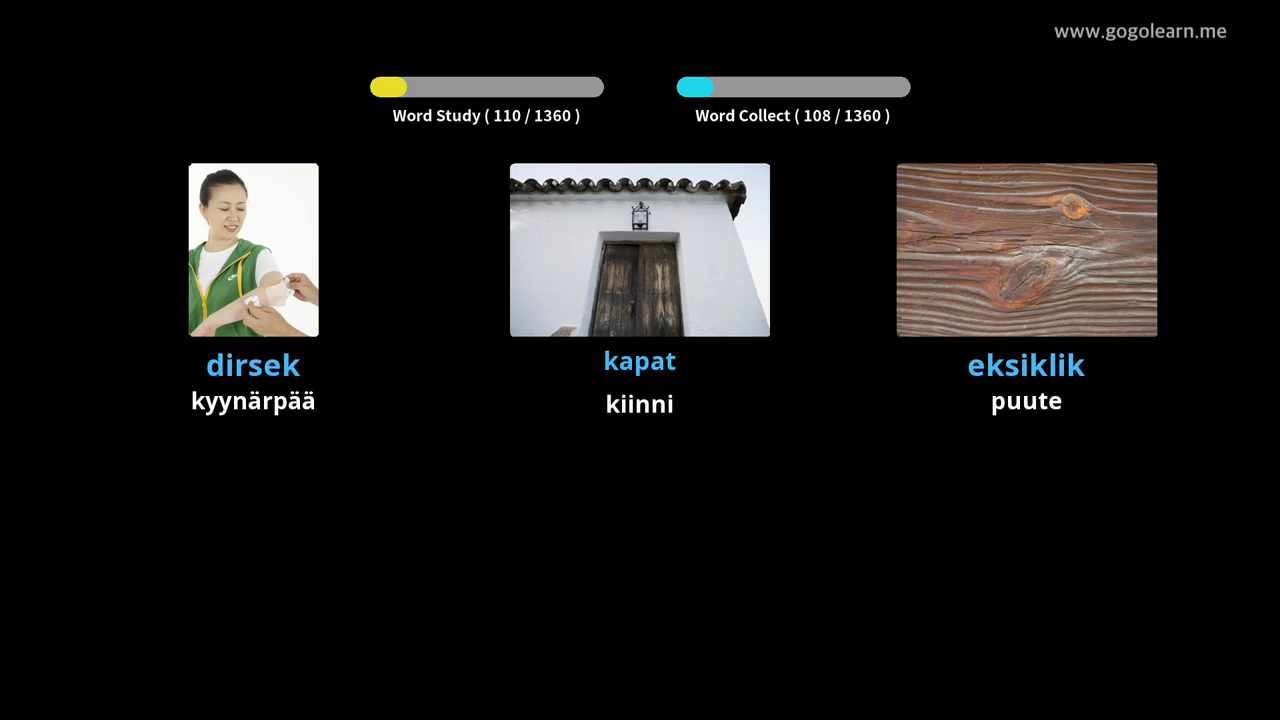 www.gogolearn.me
Word Study ( 110 / 1360 )
Word Collect ( 108 / 1360 )
dirsek
kyynärpää
kapat
kiinni
eksiklik
puute